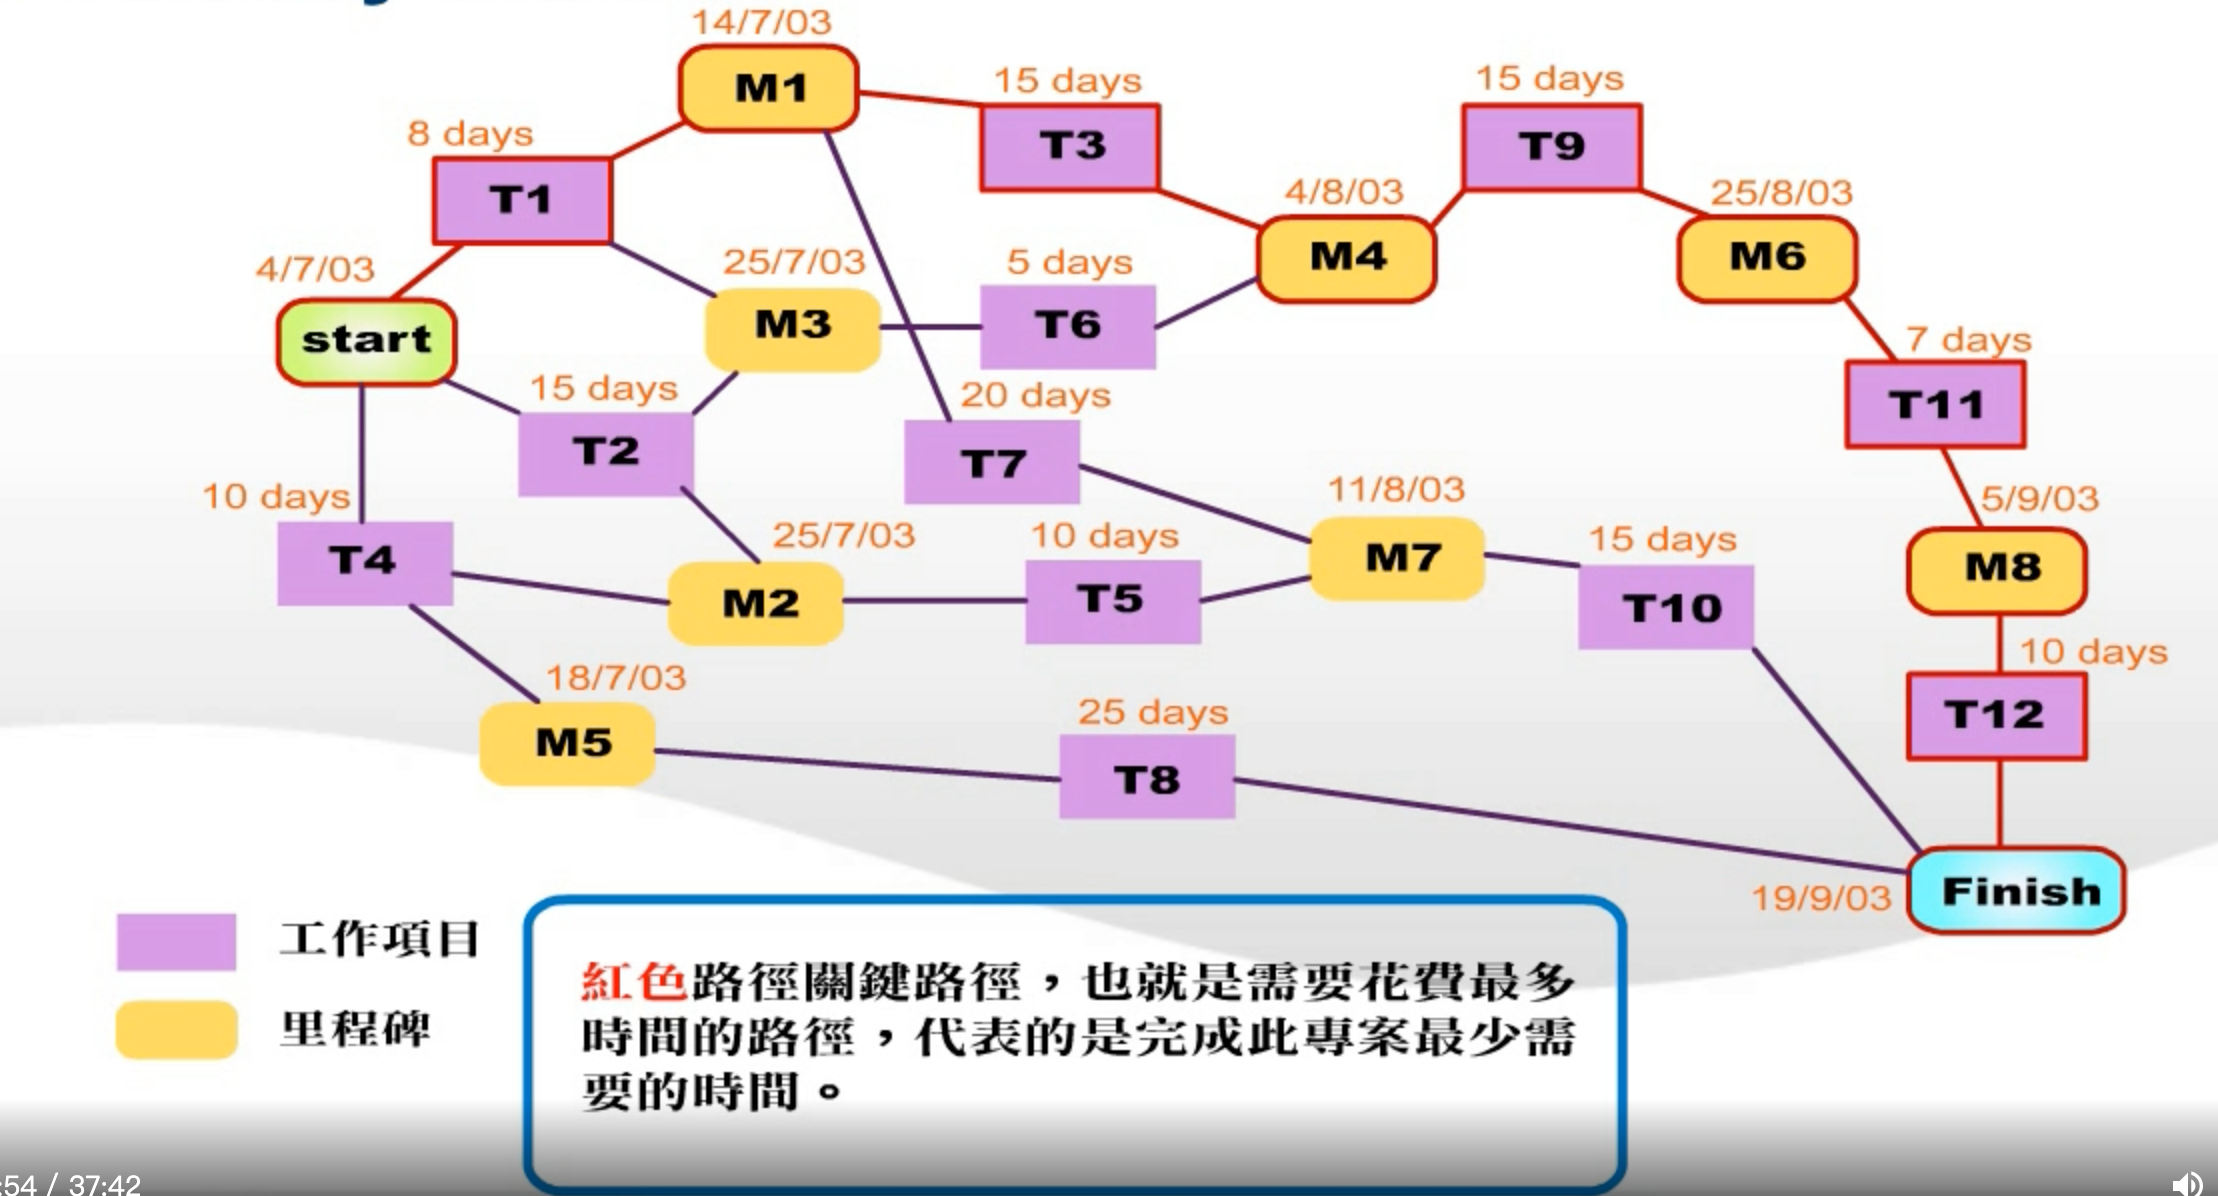 14/7/03
M1
15 days
T3
15 days
T9
8 days
T1
4/8/03
M4
25/8/03
M6
4/7/03
start
25/7/03
M3
5 days
T6
7 days
T11
15 days
T2
20 days
T7
10 days
T4
25/7/03
M2
10 days
T5
11/8/03
M7
15 days
T10
5/9/03
M8
10 days
T12
18/7/03
M5
25 days
T8
19/9/03
Finish
工作項目
里程碑
紅色路徑關鍵路徑，也就是需要花費最多
時間的路徑，代表的是完成此專案最少需
要的時間。
:54 / 37:42